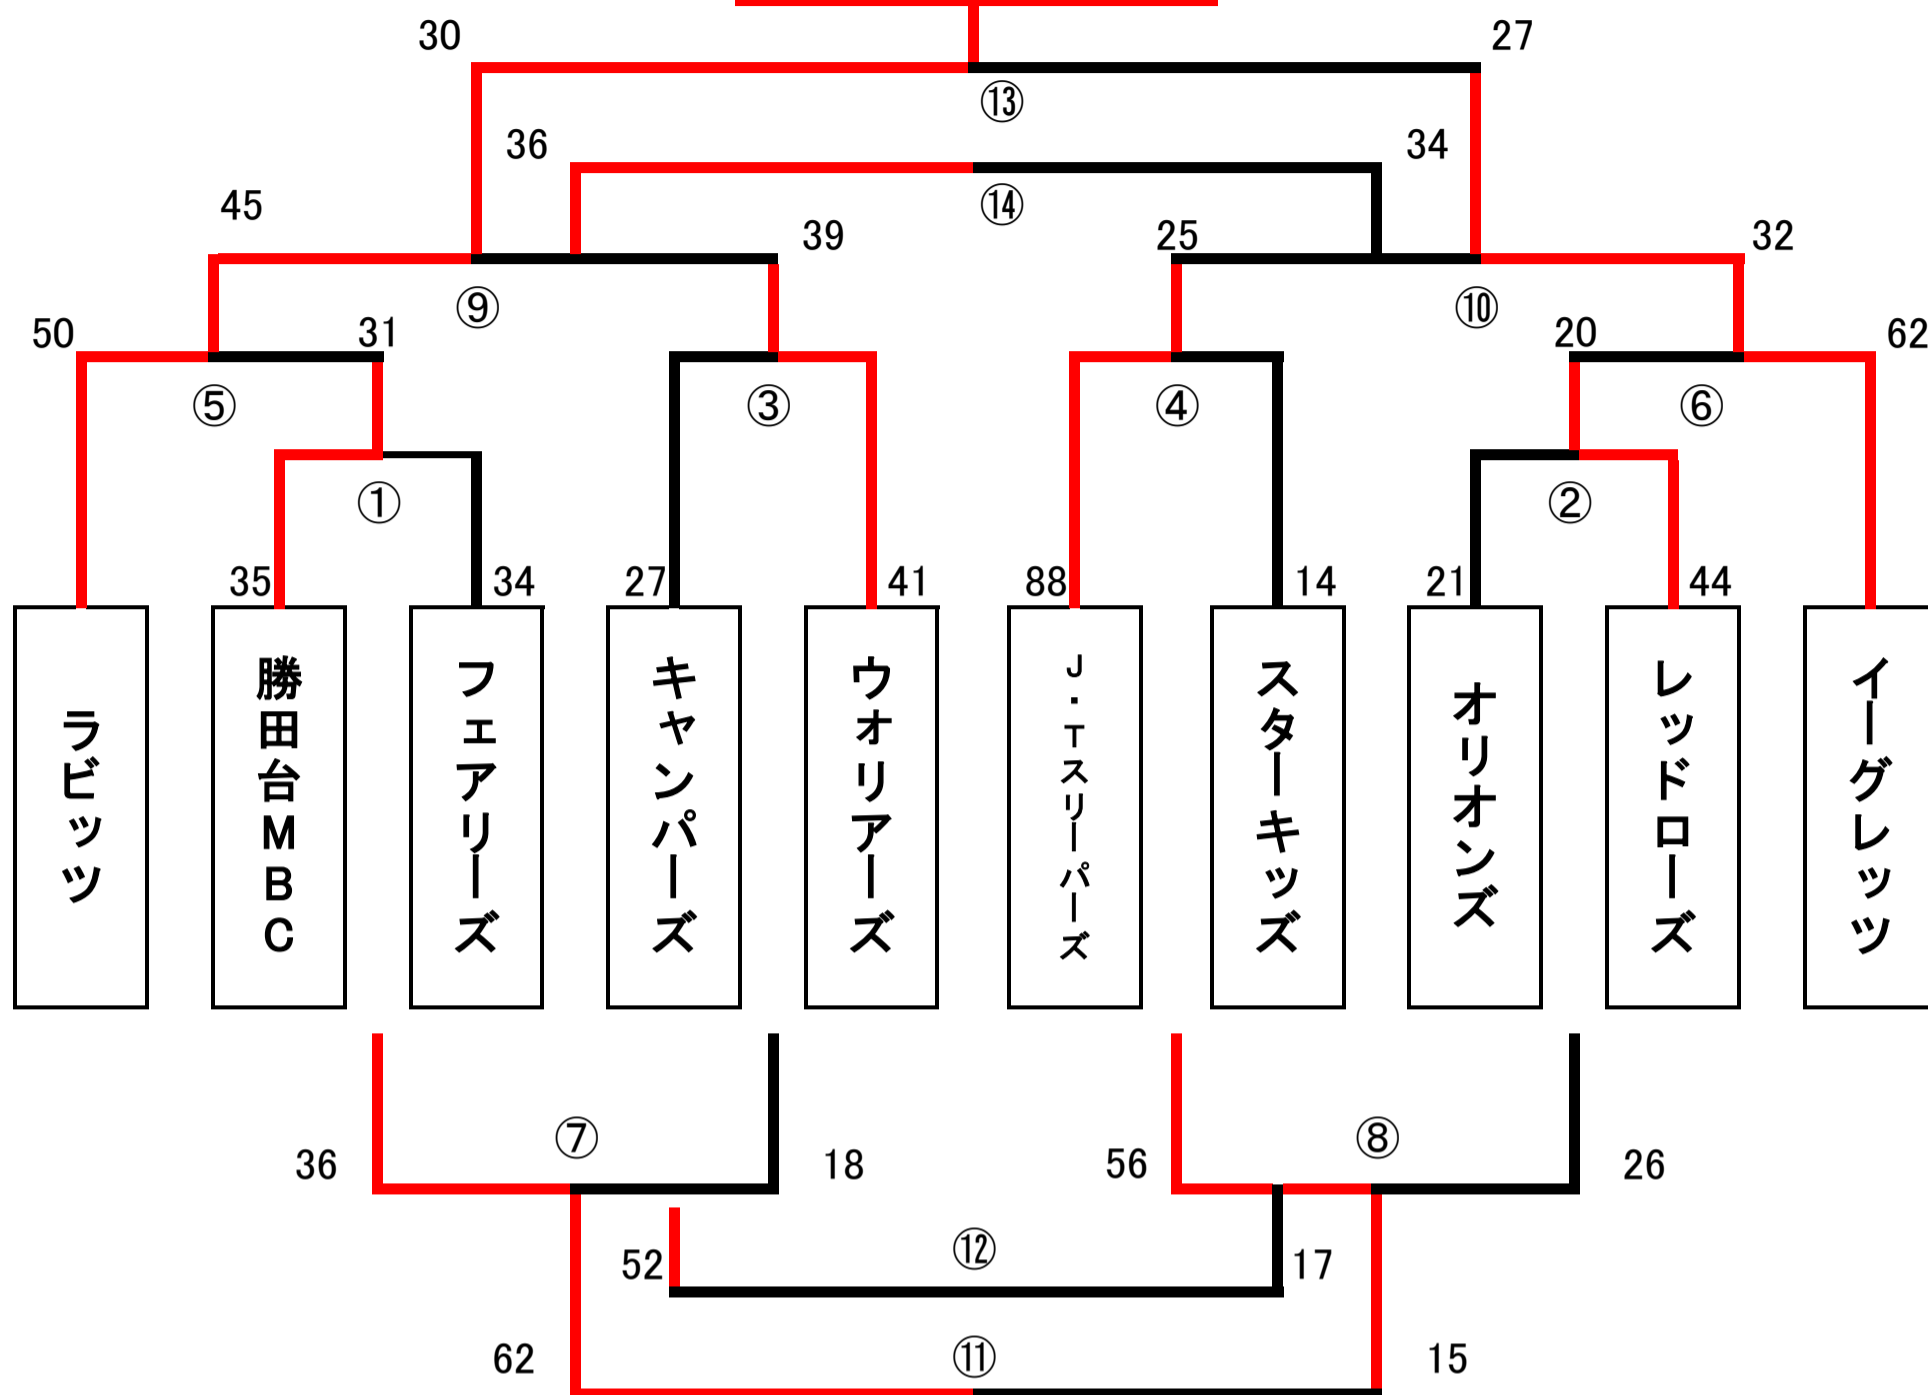 30 27
⑬
36 34
⑭
45 39 25 32
⑨ ⑩
50 31 20 62
⑤ ③ ④ ⑥
① ②
35 34 27 41 88 14 21 44
ラビッツ
勝田台MBC
フェアリーズ
キャンパーズ
ウォリアーズ
J・Tスリーパーズ
スターキッズ
オリオンズ
レッドローズ
イーグレッツ
⑦ ⑧
36 18 56 26
⑫
52 17
⑪
62 15